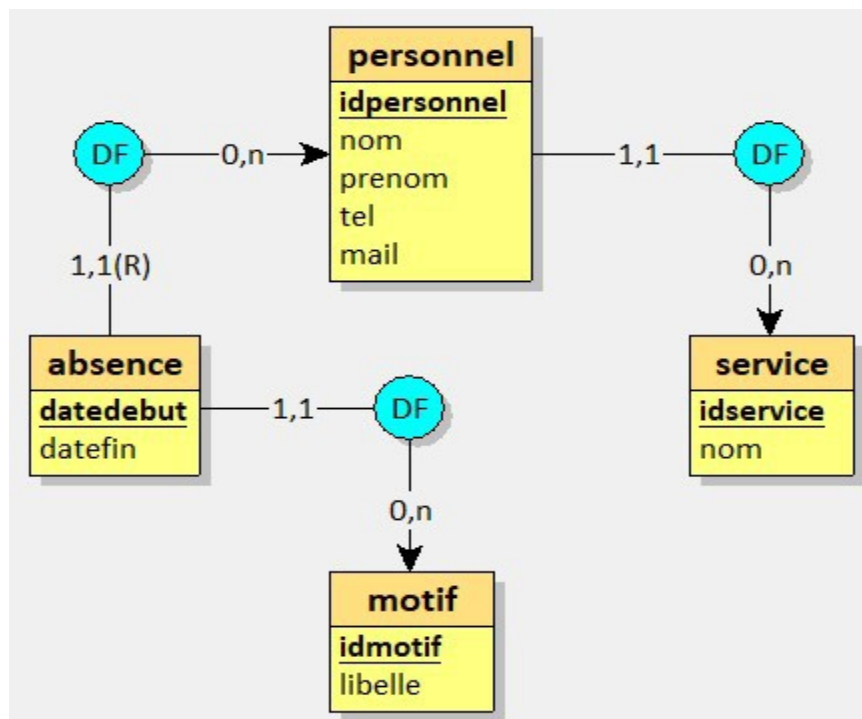 personnel
idpersonnel
nom
prenom
tel
mail
DF
0,n
1,1
DF
1,1(R)
0,n
absence
datedebut
datefin
1,1
DF
service
idservice
nom
0,n
motif
idmotif
libelle